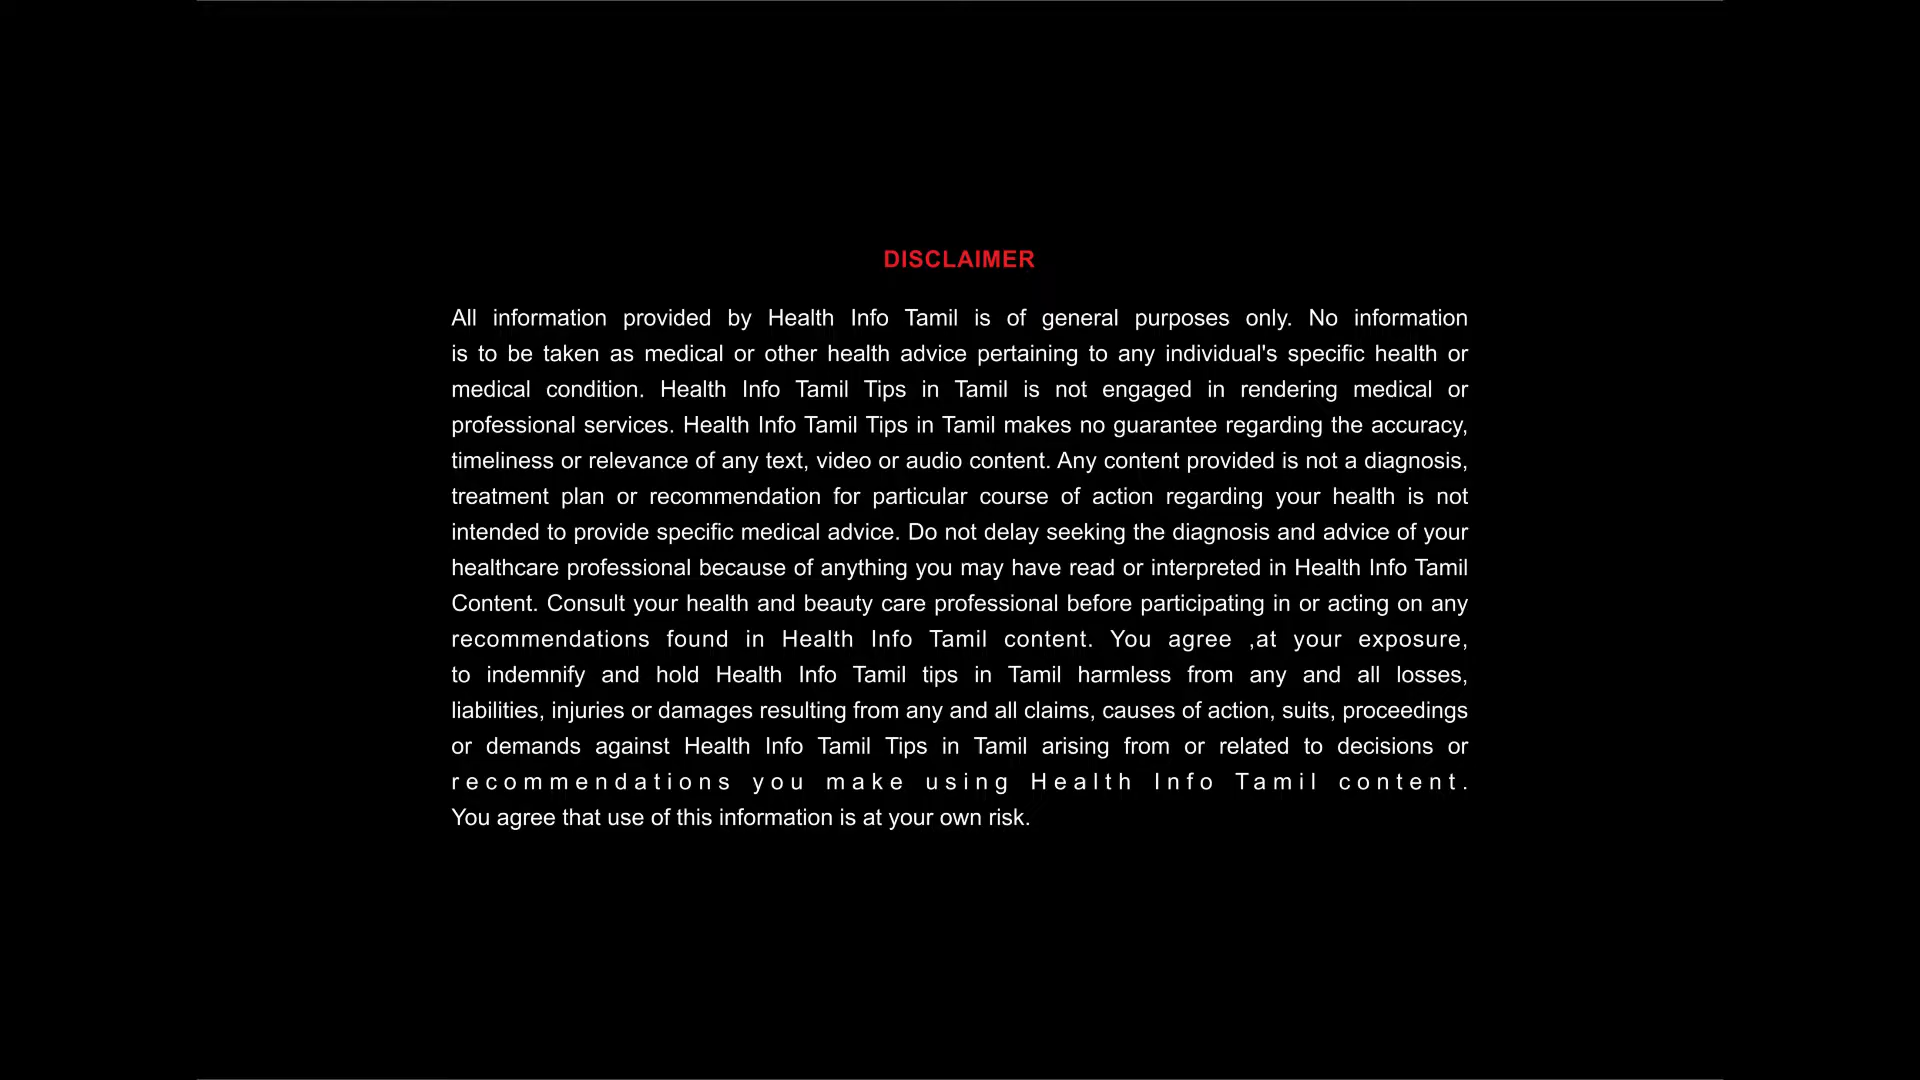 DISCLAIMER
All information provided by Health Info Tamil is of general purposes only. No information
is to be taken as medical or other health advice pertaining to any individual's specific health or
medical condition. Health Info Tamil Tips in Tamil is not engaged in rendering medical or
professional services. Health Info Tamil Tips in Tamil makes no guarantee regarding the accuracy,
timeliness or relevance of any text, video or audio content. Any content provided is not a diagnosis,
treatment plan or recommendation for particular course of action regarding your health is not
intended to provide specific medical advice. Do not delay seeking the diagnosis and advice of your
healthcare professional because of anything you may have read or interpreted in Health Info Tamil
Content. Consult your health and beauty care professional before participating in or acting on any
recommendations found in Health Info Tamil content. You agree ,at your exposure,
to indemnify and hold Health Info Tamil tips in Tamil harmless from any and all losses,
liabilities, injuries or damages resulting from any and all claims, causes of action, suits, proceedings
or demands against Health Info Tamil Tips in Tamil arising from or related to decisions or
recommendations you make using Health Info Tamil content.
You agree that use of this information is at your own risk.